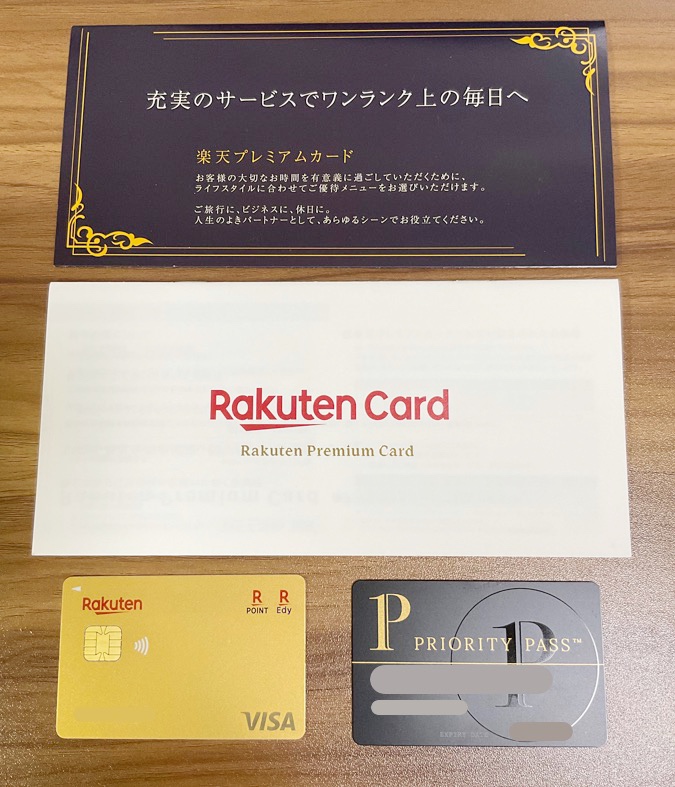 充実のサービスでワンランク上の毎日へ
楽天プレミアムカード
お客様の大切なお時間を有意義に過ごしていただくために、
ライフスタイルに合わせてご優待メニューをお選びいただけます。
ご旅行に、ビジネスに、休日に。
人生のよきパートナーとして、あらゆるシーンでお役立てください。
Rakuten Card
Rakuten Premium Card
Rakuten
R
POINT
R
Edy
VISA
P
PRIORITY PASS™
P